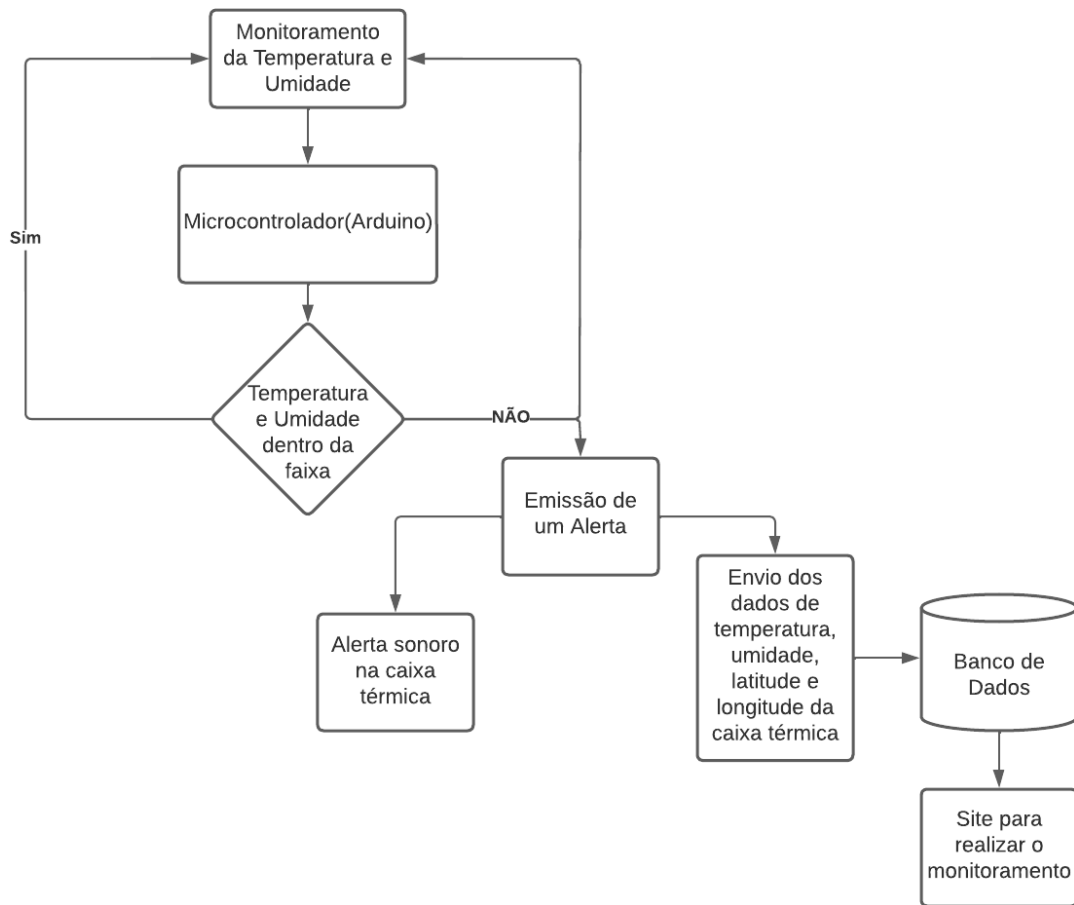 Monitoramento
da Temperatura e
Umidade
Microcontrolador(Arduino)
Sim
Temperatura
e Umidade
dentro da
faixa
NÃO
Emissão de
um Alerta
Alerta sonoro
na caixa
térmica
Envio dos
dados de
temperatura,
umidade,
latitude e
longitude da
caixa térmica
Banco de
Dados
Site para
realizar o
monitoramento